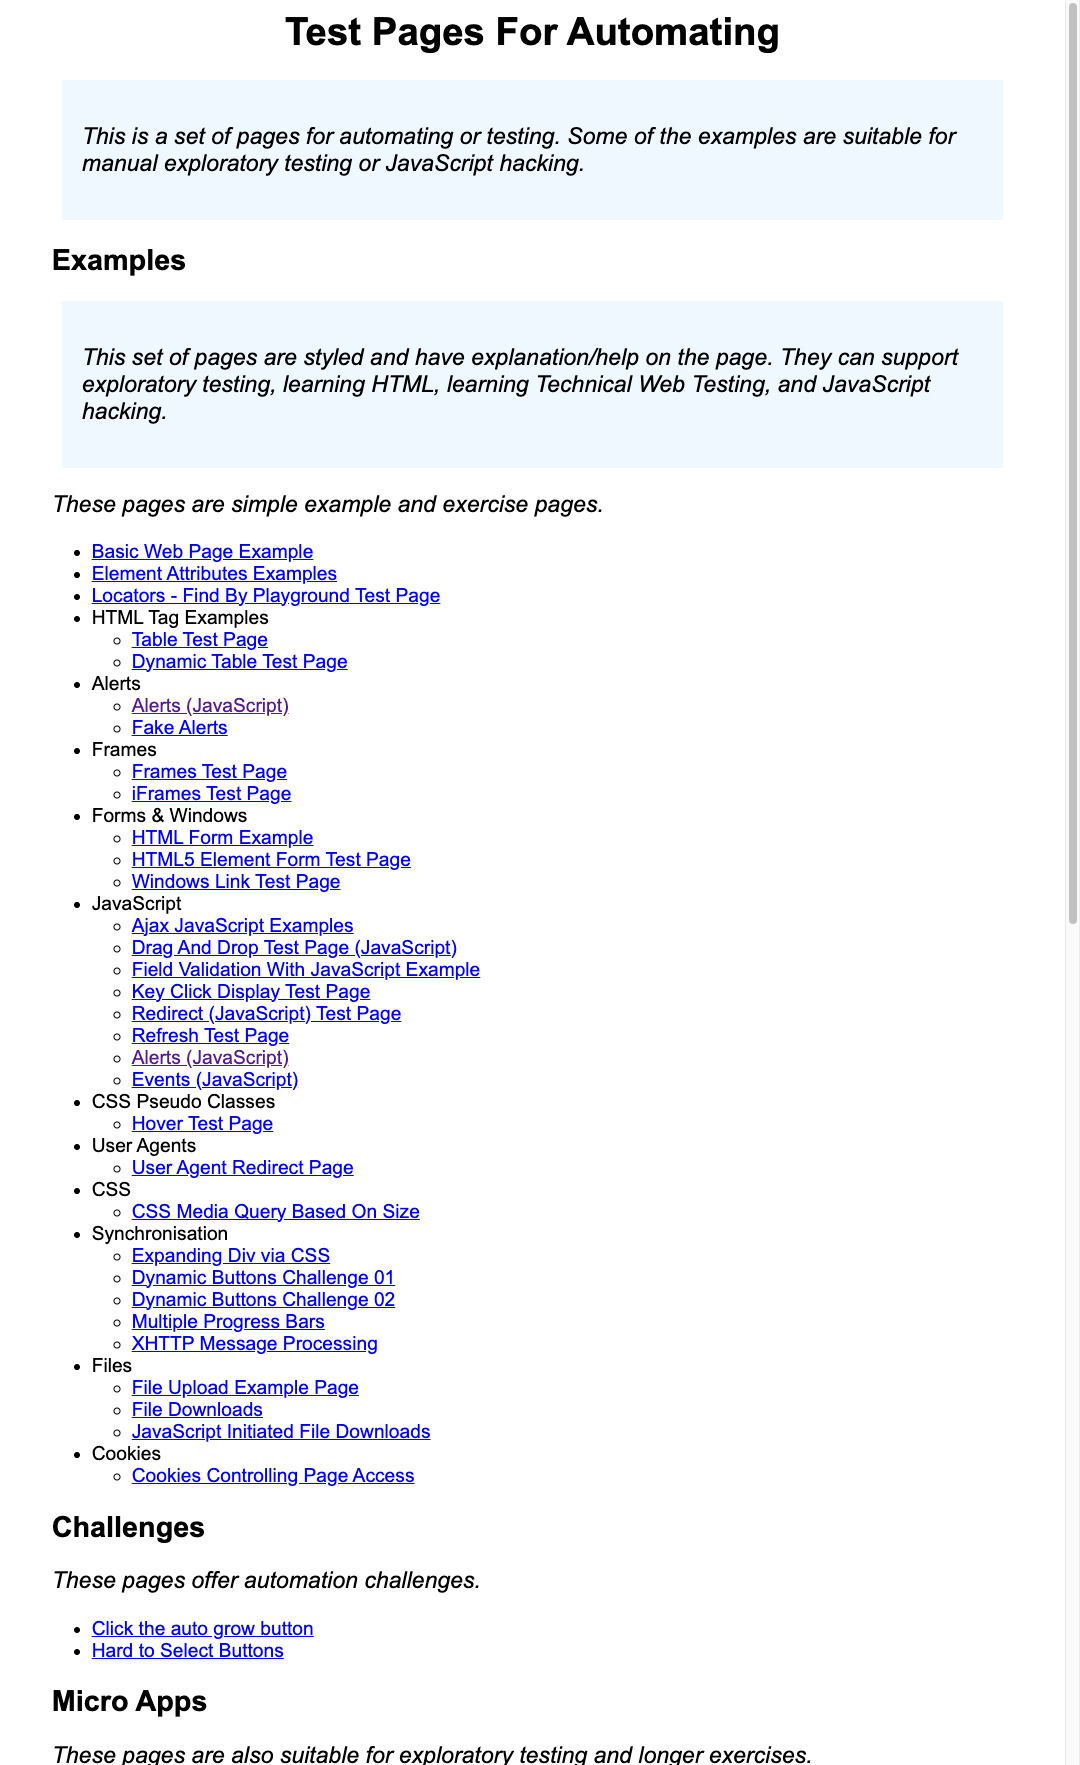 Test Pages For Automating
This is a set of pages for automating or testing. Some of the examples are suitable for
manual exploratory testing or JavaScript hacking.
Examples
This set of pages are styled and have explanation/help on the page. They can support
exploratory testing, learning HTML, learning Technical Web Testing, and JavaScript
hacking.
These pages are simple example and exercise pages.
Basic Web Page Example
Element Attributes Examples
Locators - Find By Playground Test Page
HTML Tag Examples
Table Test Page
Dynamic Table Test Page
Alerts
Alerts (JavaScript)
Fake Alerts
Frames
Frames Test Page
iFrames Test Page
Forms & Windows
HTML Form Example
HTML5 Element Form Test Page
Windows Link Test Page
JavaScript
Ajax JavaScript Examples
Drag And Drop Test Page (JavaScript)
Field Validation With JavaScript Example
Key Click Display Test Page
Redirect (JavaScript) Test Page
Refresh Test Page
Alerts (JavaScript)
Events (JavaScript)
CSS Pseudo Classes
Hover Test Page
User Agents
User Agent Redirect Page
CSS
CSS Media Query Based On Size
Synchronisation
Expanding Div via CSS
Dynamic Buttons Challenge 01
Dynamic Buttons Challenge 02
Multiple Progress Bars
XHTTP Message Processing
Files
File Upload Example Page
File Downloads
JavaScript Initiated File Downloads
Cookies
Cookies Controlling Page Access
Challenges
These pages offer automation challenges.
Click the auto grow button
Hard to Select Buttons
Micro Apps
These pages are also suitable for exploratory testing and longer exercises.